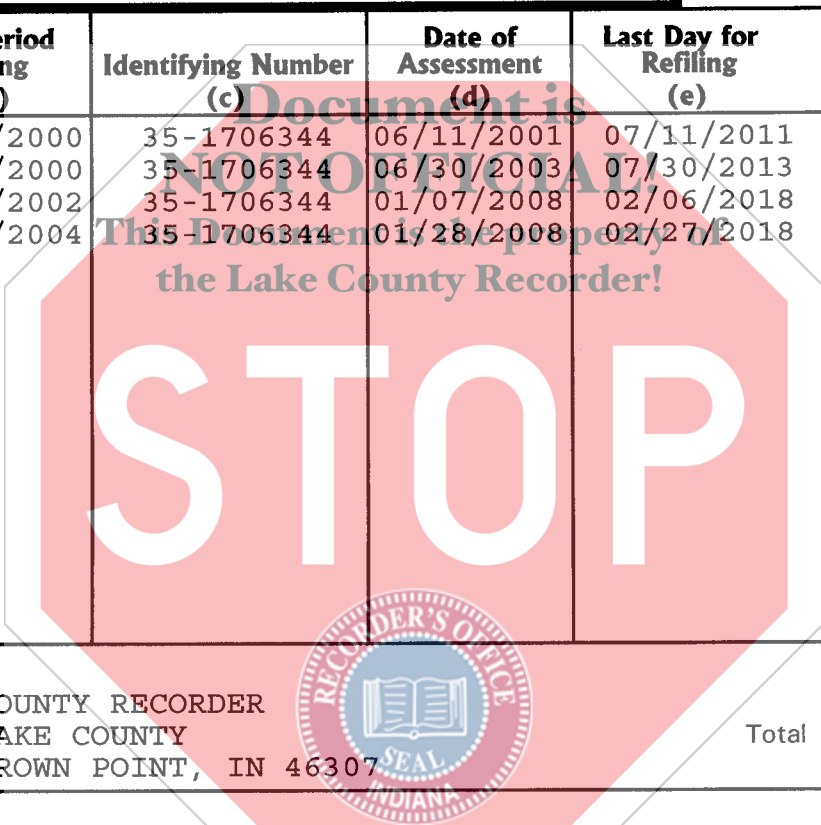 eriod Identifying Number Date of Last Day for
ng Assessment Refiling
) (c) (d) (e)
/2000 35-1706344 06/11/2001 07/11/2011
/2000 35-1706344 06/30/2003 07/30/2013
/2002 35-1706344 01/07/2008 02/06/2018
/2004 35-1706344 01/28/2008 02/27/2018
Document is
NOT OFFICIAL!
This Document is the property of
the Lake County Recorder!
STOP
RECORDER'S OFFICE
SEAL
INDIANA
OUNTY RECORDER
AKE COUNTY Total
ROWN POINT, IN 46307